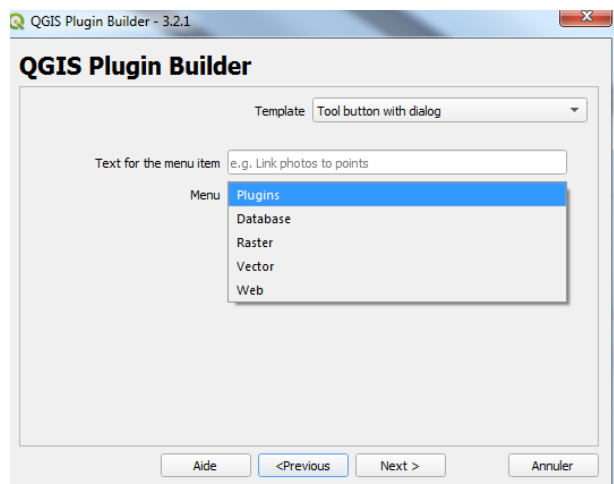 QGIS Plugin Builder - 3.2.1
QGIS Plugin Builder
Template Tool button with dialog
Text for the menu item e.g. Link photos to points
Menu Plugins
Database
Raster
Vector
Web
Aide <Previous Next > Annuler